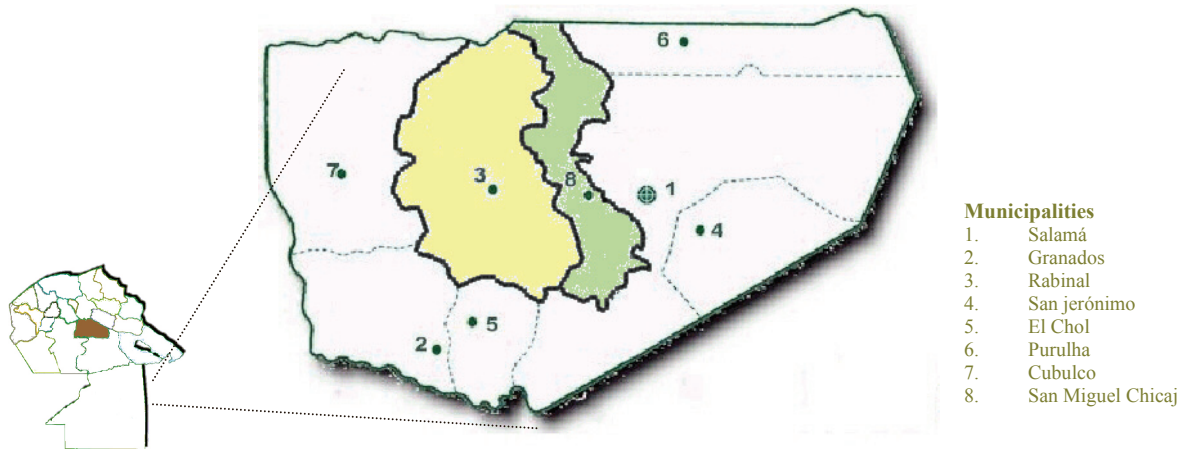 6
7
3
8
1
4
5
2
Municipalities
1. Salamá
2. Granados
3. Rabinal
4. San jerónimo
5. El Chol
6. Purulha
7. Cubulco
8. San Miguel Chicaj